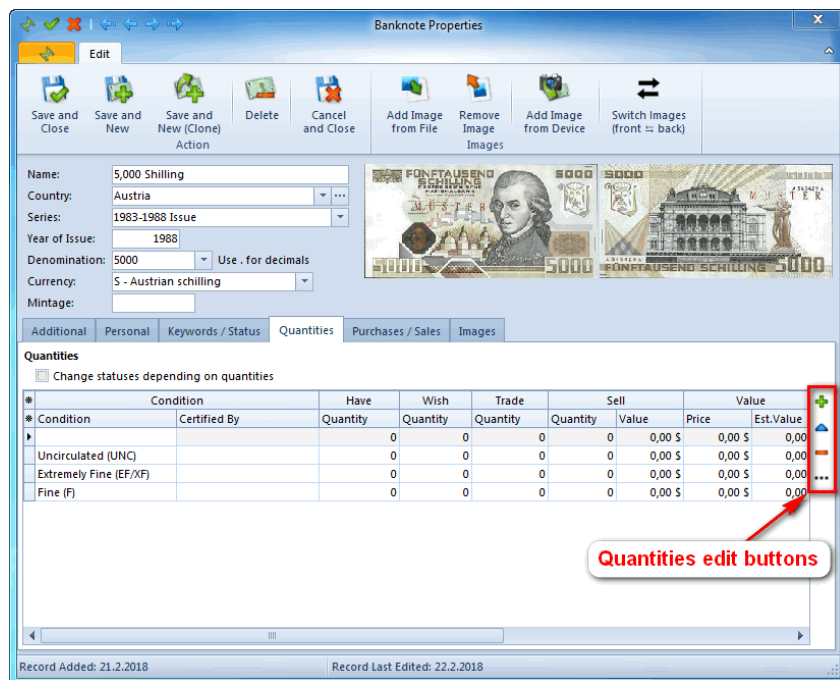 Banknote Properties
x
Edit
Save and Close
Save and New
Save and New (Clone)
Delete
Cancel and Close
Add Image from File
Remove Image
Add Image from Device
Switch Images (front ⇆ back)
Action
Images
Name: 5,000 Shilling
Country: Austria
Series: 1983-1988 Issue
Year of Issue: 1988
Denomination: 5000 Use . for decimals
Currency: S - Austrian schilling
Mintage:
FÜNFTAUSEND
SCHILLING
5000
MUSTER
5000
5000
5000
MUSTER
FÜNFTAUSEND SCHILLING
5000
Additional Personal Keywords / Status Quantities Purchases / Sales Images
Quantities
Change statuses depending on quantities
Condition Have Wish Trade Sell Value
Condition Certified By Quantity Quantity Quantity Quantity Value Price Est.Value
0 0 0 0 0,00 $ 0,00 $ 0,00
Uncirculated (UNC) 0 0 0 0 0,00 $ 0,00 $ 0,00
Extremely Fine (EF/XF) 0 0 0 0 0,00 $ 0,00 $ 0,00
Fine (F) 0 0 0 0 0,00 $ 0,00 $ 0,00
Quantities edit buttons
Record Added: 21.2.2018 Record Last Edited: 22.2.2018